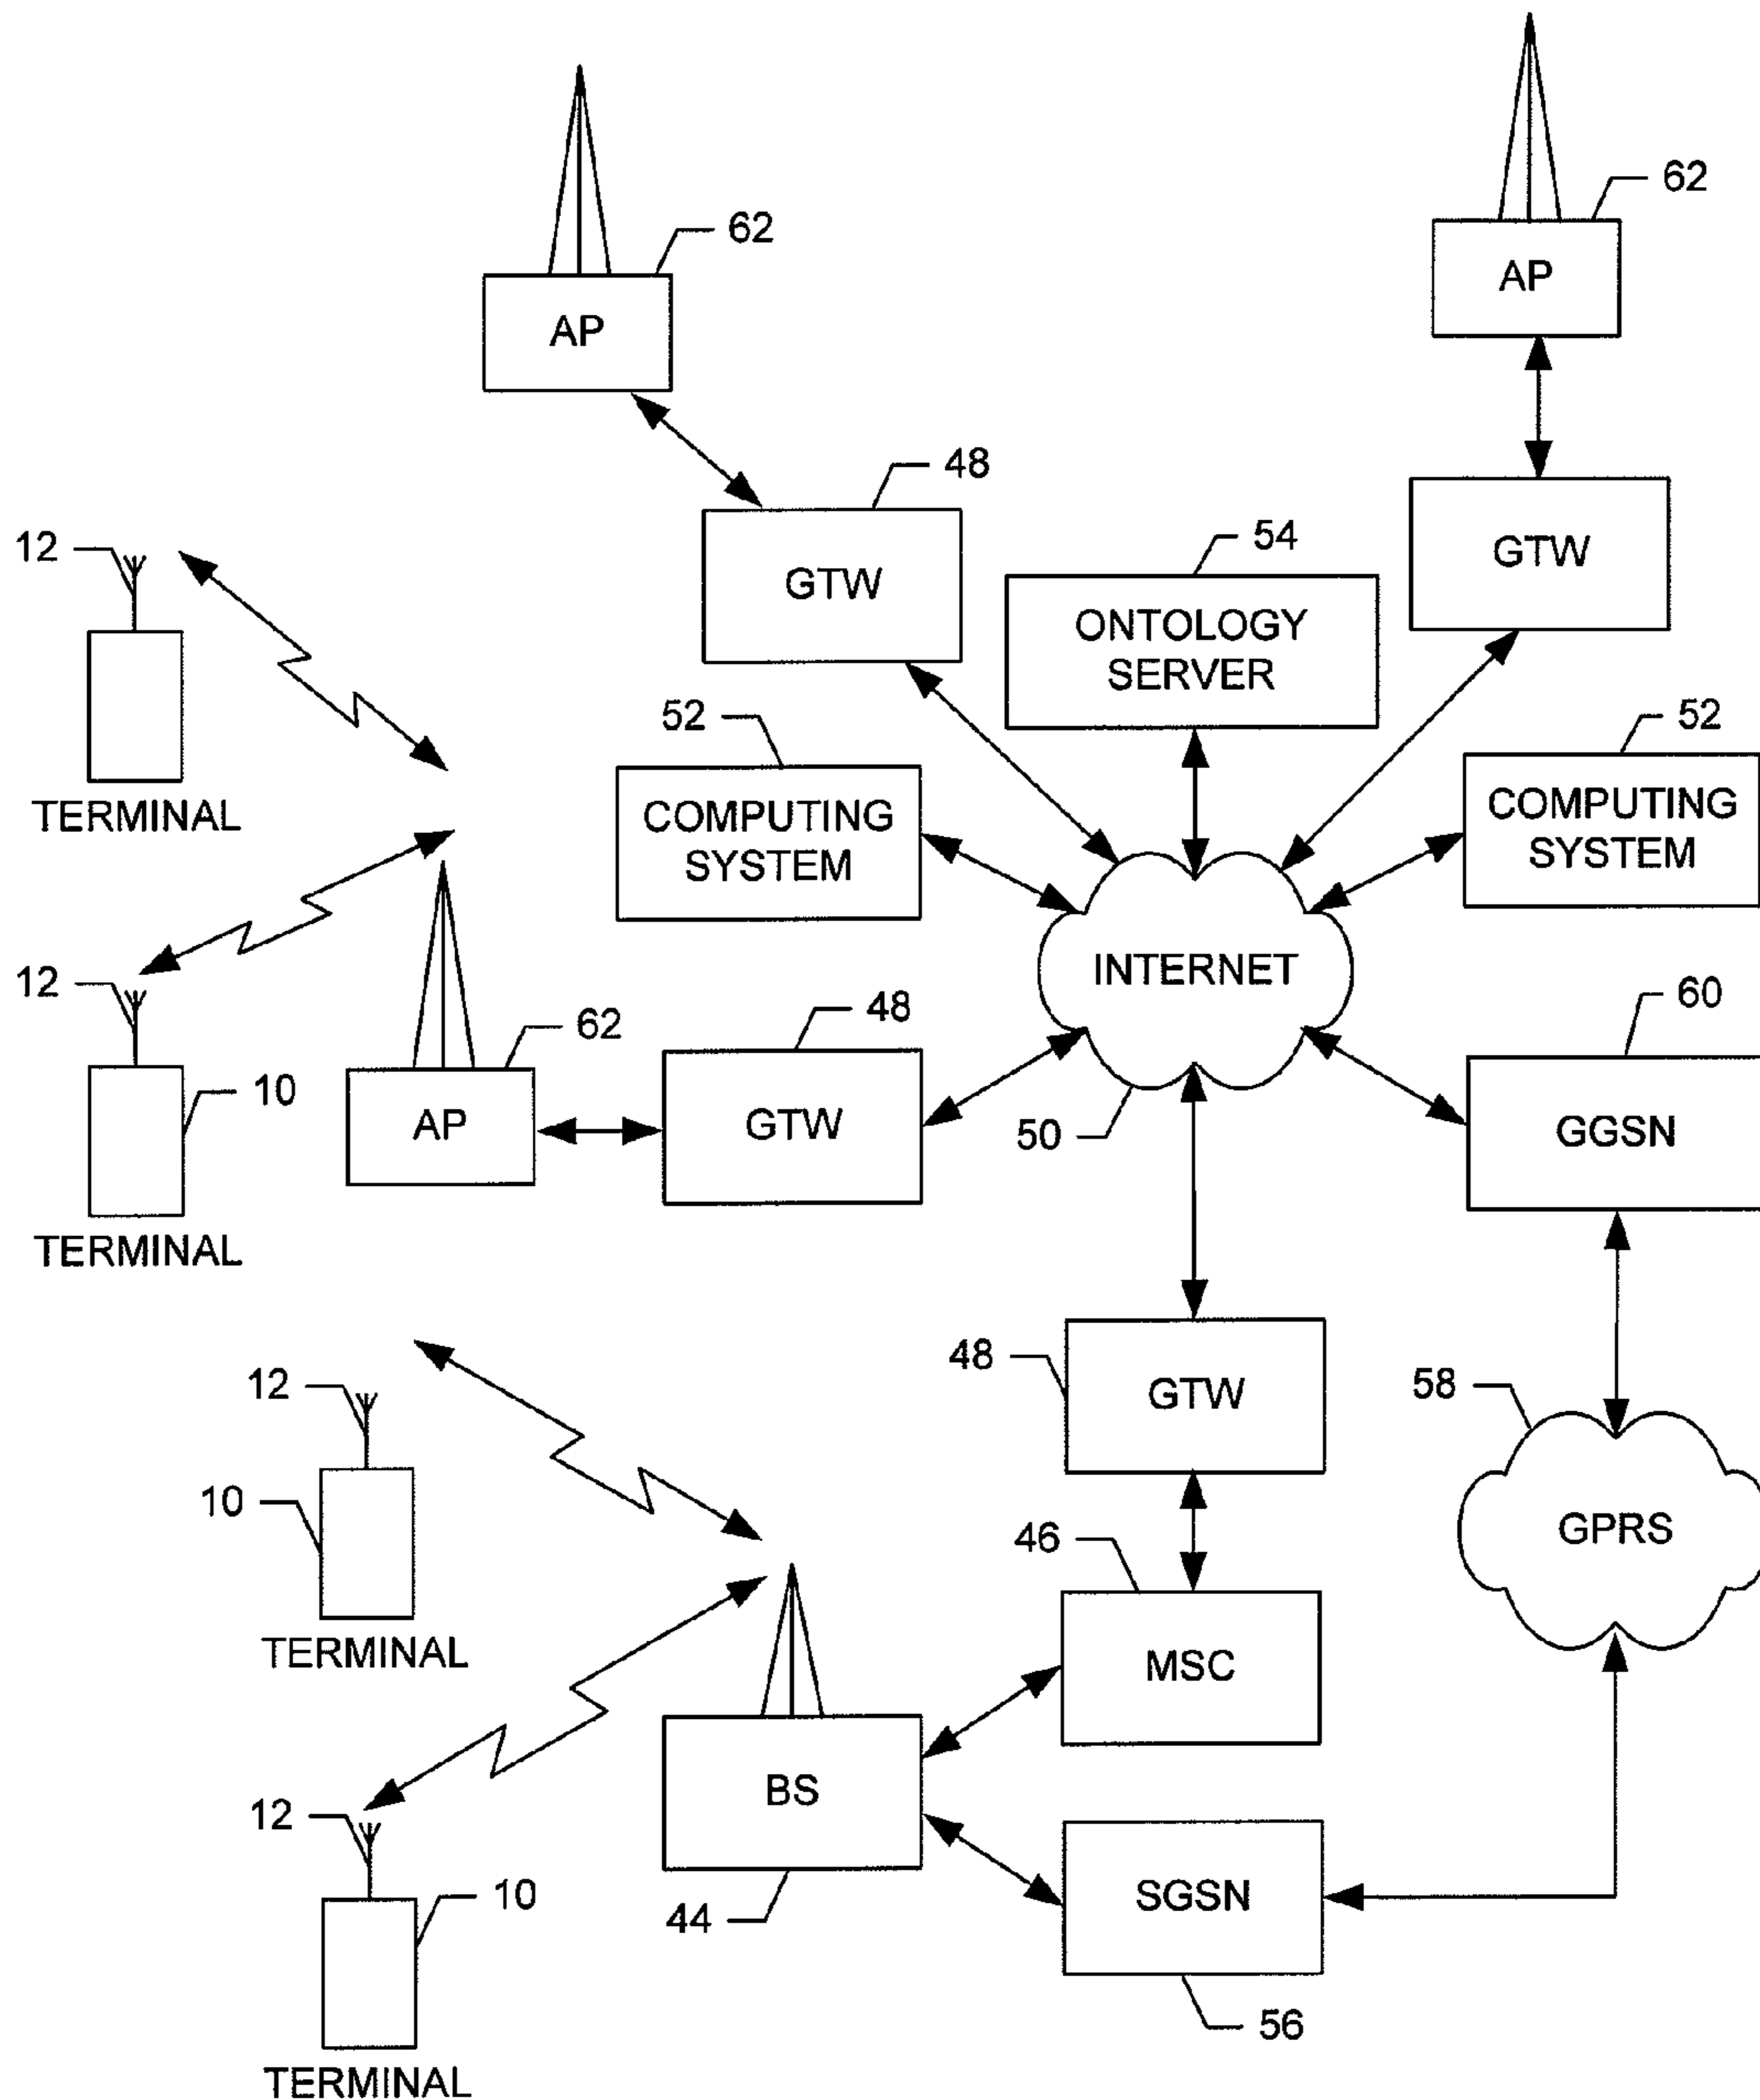 62
AP
62
AP
48
GTW
GTW
54
ONTOLOGY
SERVER
12
TERMINAL
52
COMPUTING
SYSTEM
52
COMPUTING
SYSTEM
INTERNET
50
12
10
TERMINAL
62
AP
48
GTW
60
GGSN
48
GTW
58
GPRS
12
10
TERMINAL
46
MSC
BS
44
12
10
TERMINAL
SGSN
56